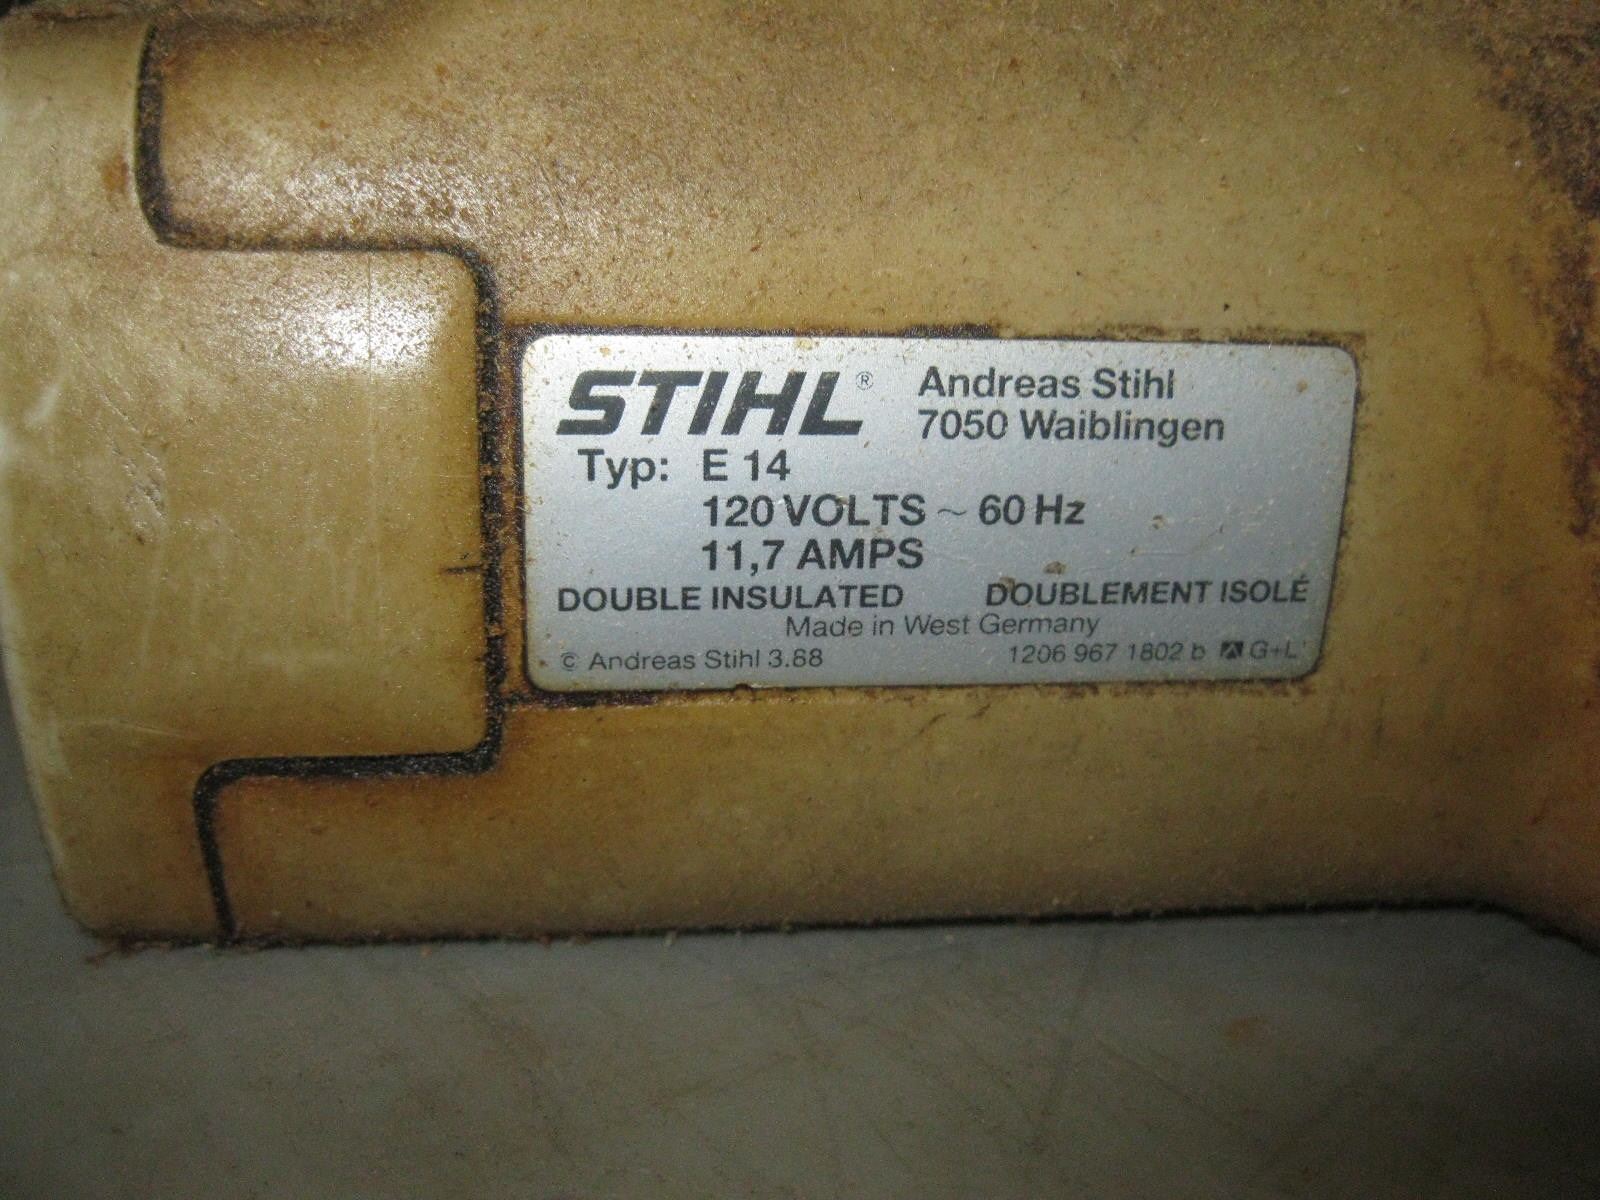 STIHL® Andreas Stihl
7050 Waiblingen
Typ: E 14
120 VOLTS ~ 60 Hz
11,7 AMPS
DOUBLE INSULATED DOUBLEMENT ISOLÉ
Made in West Germany
© Andreas Stihl 3.88 1206 967 1802 b G+L